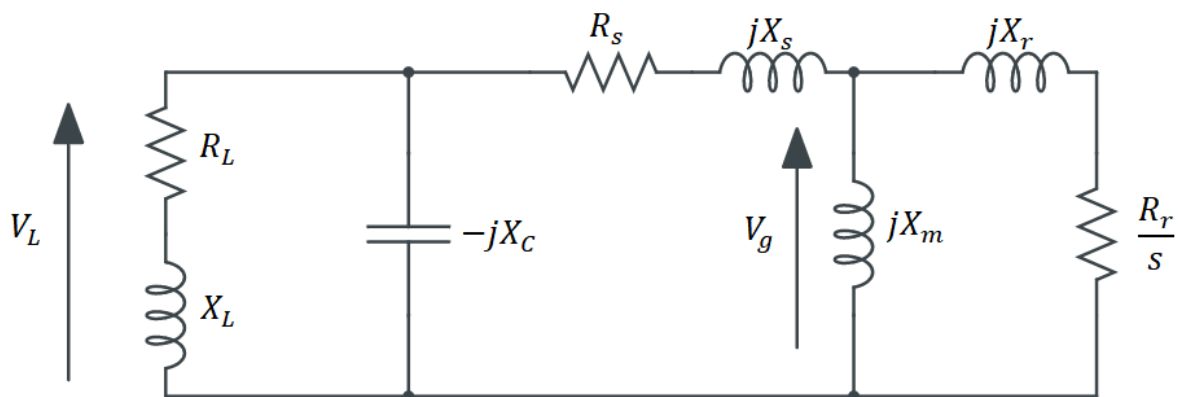 R_s
jX_s
jX_r
R_L
V_L
X_L
-jX_C
V_g
jX_m
R_r
s